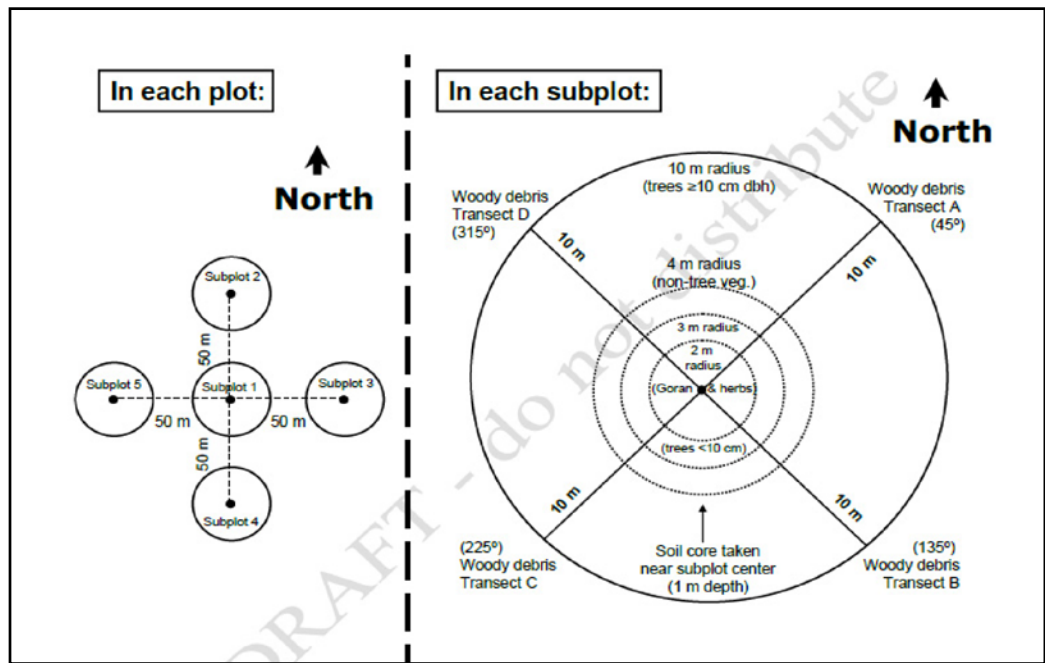 In each plot:
North
Subplot 2
50 m
Subplot 5
Subplot 1
Subplot 3
50 m
50 m
50 m
Subplot 4
In each subplot:
North
10 m radius
(trees ≥10 cm dbh)
Woody debris
Transect D
(315º)
Woody debris
Transect A
(45º)
10 m
10 m
4 m radius
(non-tree veg.)
3 m radius
2 m
radius
(Goran & herbs)
(trees <10 cm)
10 m
10 m
(225º)
Woody debris
Transect C
Soil core taken
near subplot center
(1 m depth)
(135º)
Woody debris
Transect B
DRAFT - do not distribute